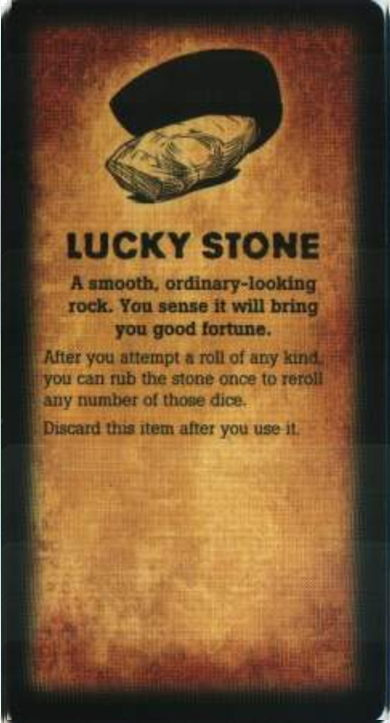 LUCKY STONE
A smooth, ordinary-looking
rock. You sense it will bring
you good fortune.
After you attempt a roll of any kind,
you can rub the stone once to reroll
any number of those dice.
Discard this item after you use it.